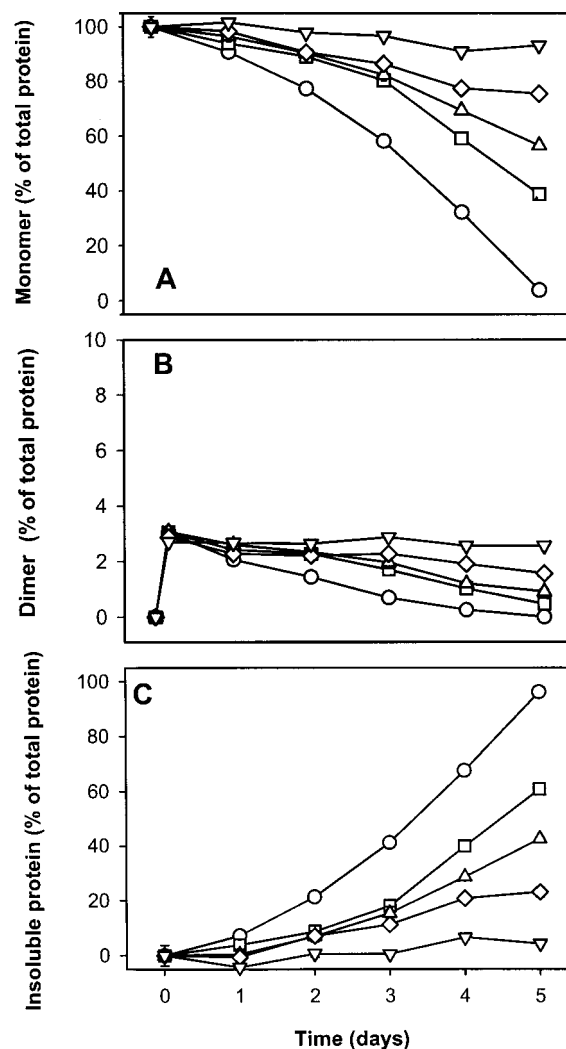 Monomer (% of total protein)
100
80
60
40
20
0
A
Dimer (% of total protein)
10
8
6
4
2
0
B
Insoluble protein (% of total protein)
100
80
60
40
20
0
C
0 1 2 3 4 5
Time (days)